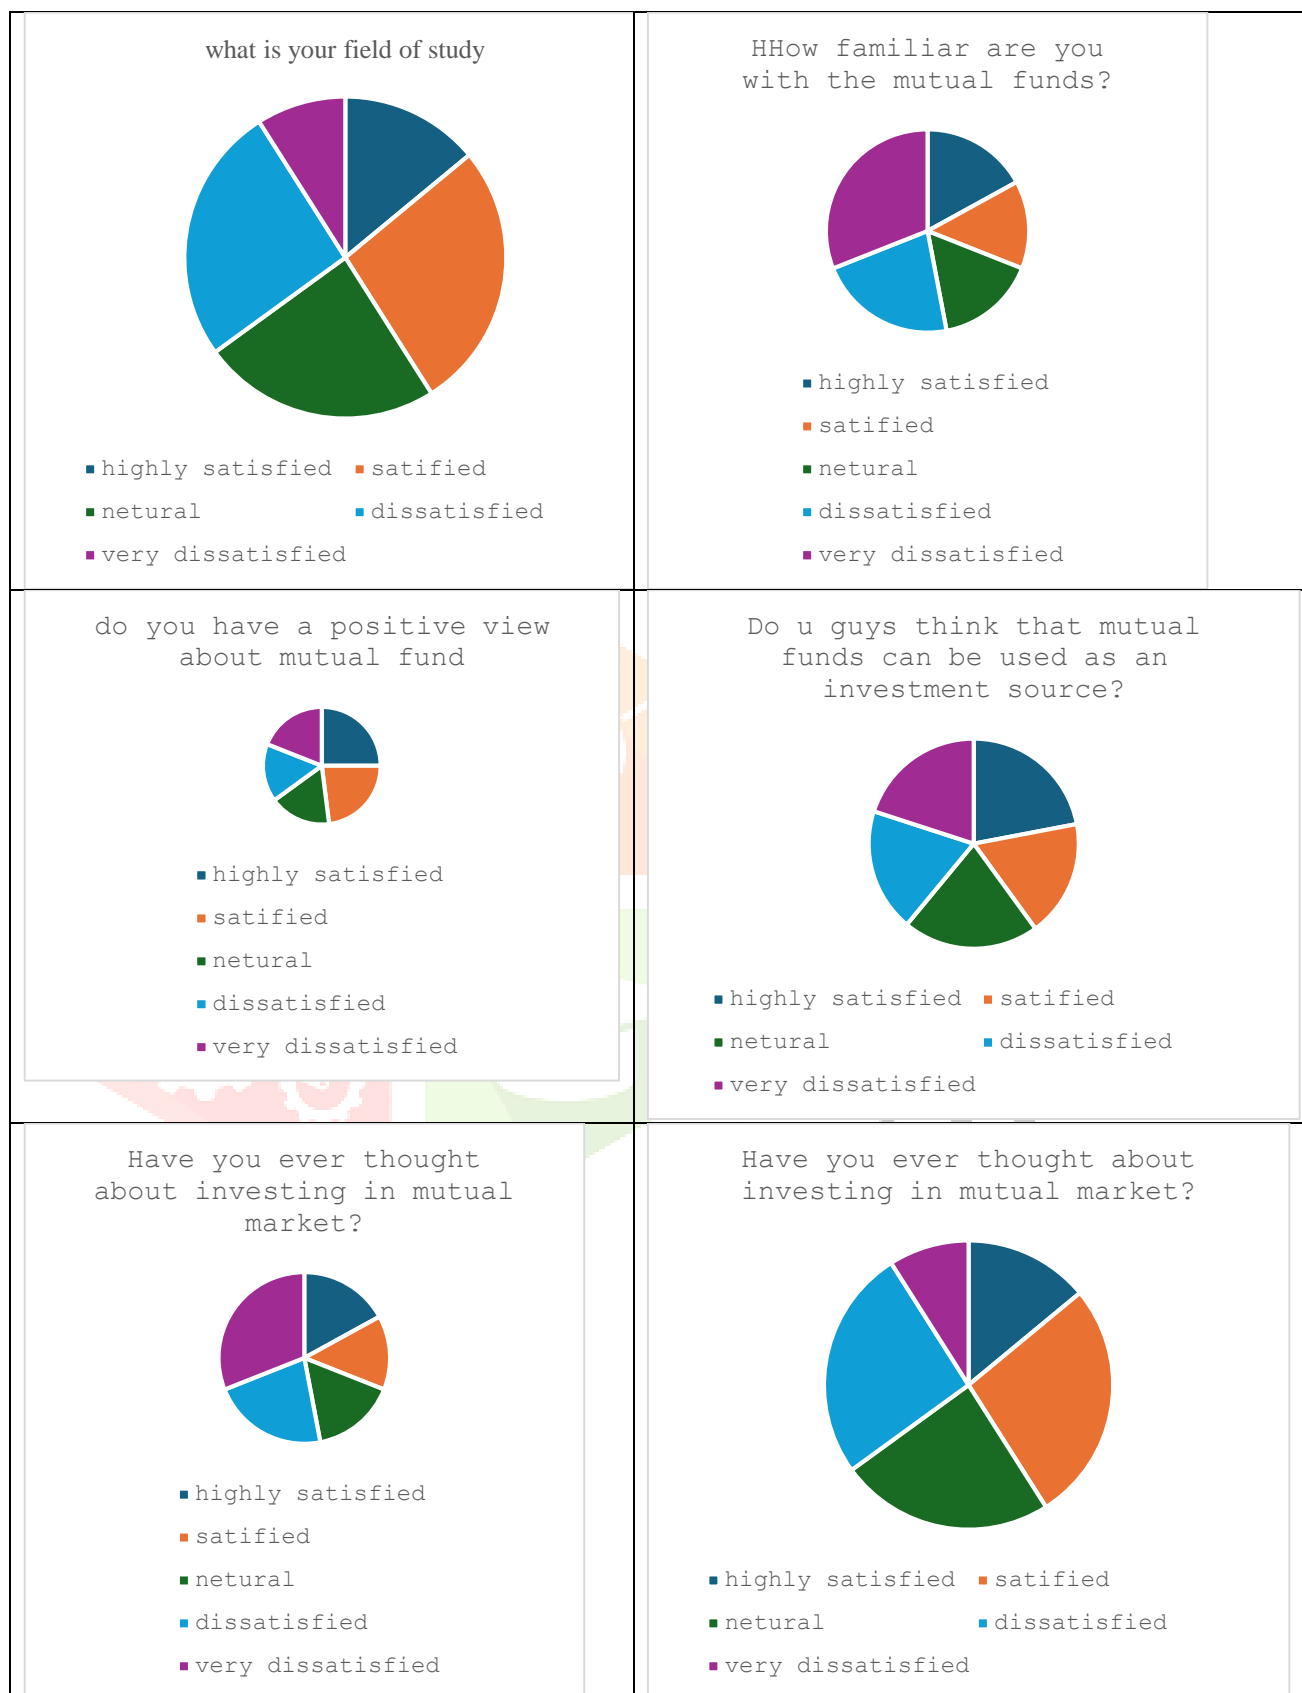 what is your field of study
highly satisfied satified
netural dissatisfied
very dissatisfied
HHow familiar are you
with the mutual funds?
highly satisfied
satified
netural
dissatisfied
very dissatisfied
do you have a positive view
about mutual fund
highly satisfied
satified
netural
dissatisfied
very dissatisfied
Do u guys think that mutual
funds can be used as an
investment source?
highly satisfied satified
netural dissatisfied
very dissatisfied
Have you ever thought
about investing in mutual
market?
highly satisfied
satified
netural
dissatisfied
very dissatisfied
Have you ever thought about
investing in mutual market?
highly satisfied satified
netural dissatisfied
very dissatisfied